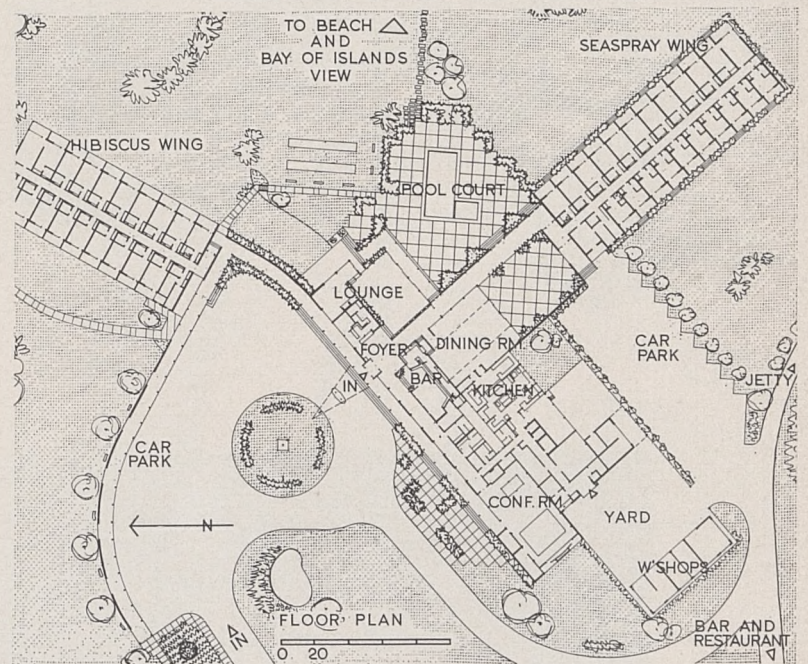 TO BEACH
AND
BAY OF ISLANDS
VIEW
SEASPRAY WING
HIBISCUS WING
POOL COURT
LOUNGE
FOYER
DINING RM.
CAR
PARK
IN
BAR
KITCHEN
JETTY
CAR
PARK
CONF. RM.
YARD
N
W'SHOPS
IN
FLOOR PLAN
0 20
BAR AND
RESTAURANT